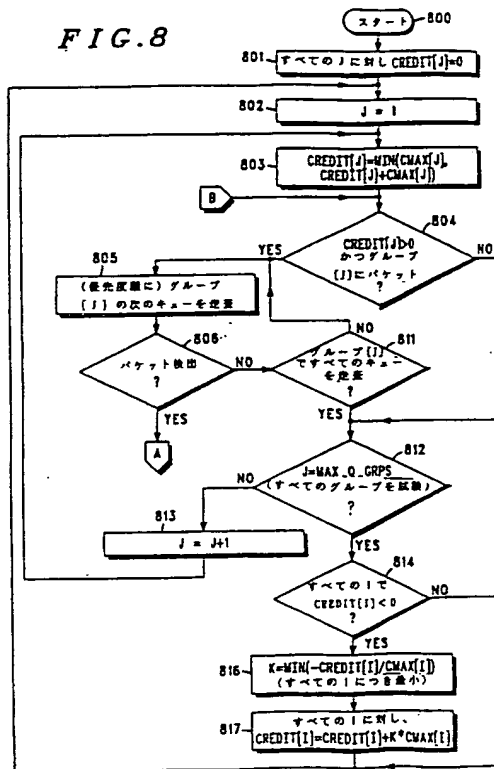 FIG.8
スタート
800
801
すべてのJに対しCREDIT[J]=0
802
J = 1
803
CREDIT[J]=MIN{CMAX[J],
CREDIT[J]+CMAX[J]}
B
804
CREDIT[J]>0
かつグループ
{J}にパケット
?
YES
NO
805
(優先度順に)グループ
{J}の次のキューを走査
806
パケット検出
?
NO
YES
A
811
グループ{J}
ですべてのキュー
を走査
?
NO
YES
812
J=MAX_Q_GRPS
(すべてのグループを試験)
?
NO
YES
813
J = J+1
814
すべてのIで
CREDIT[I]<0
?
NO
YES
816
K=MIN{-CREDIT[I]/CMAX[I]}
(すべてのIにつき最小)
817
すべてのIに対し、
CREDIT[I]=CREDIT[I]+K*CMAX[I]